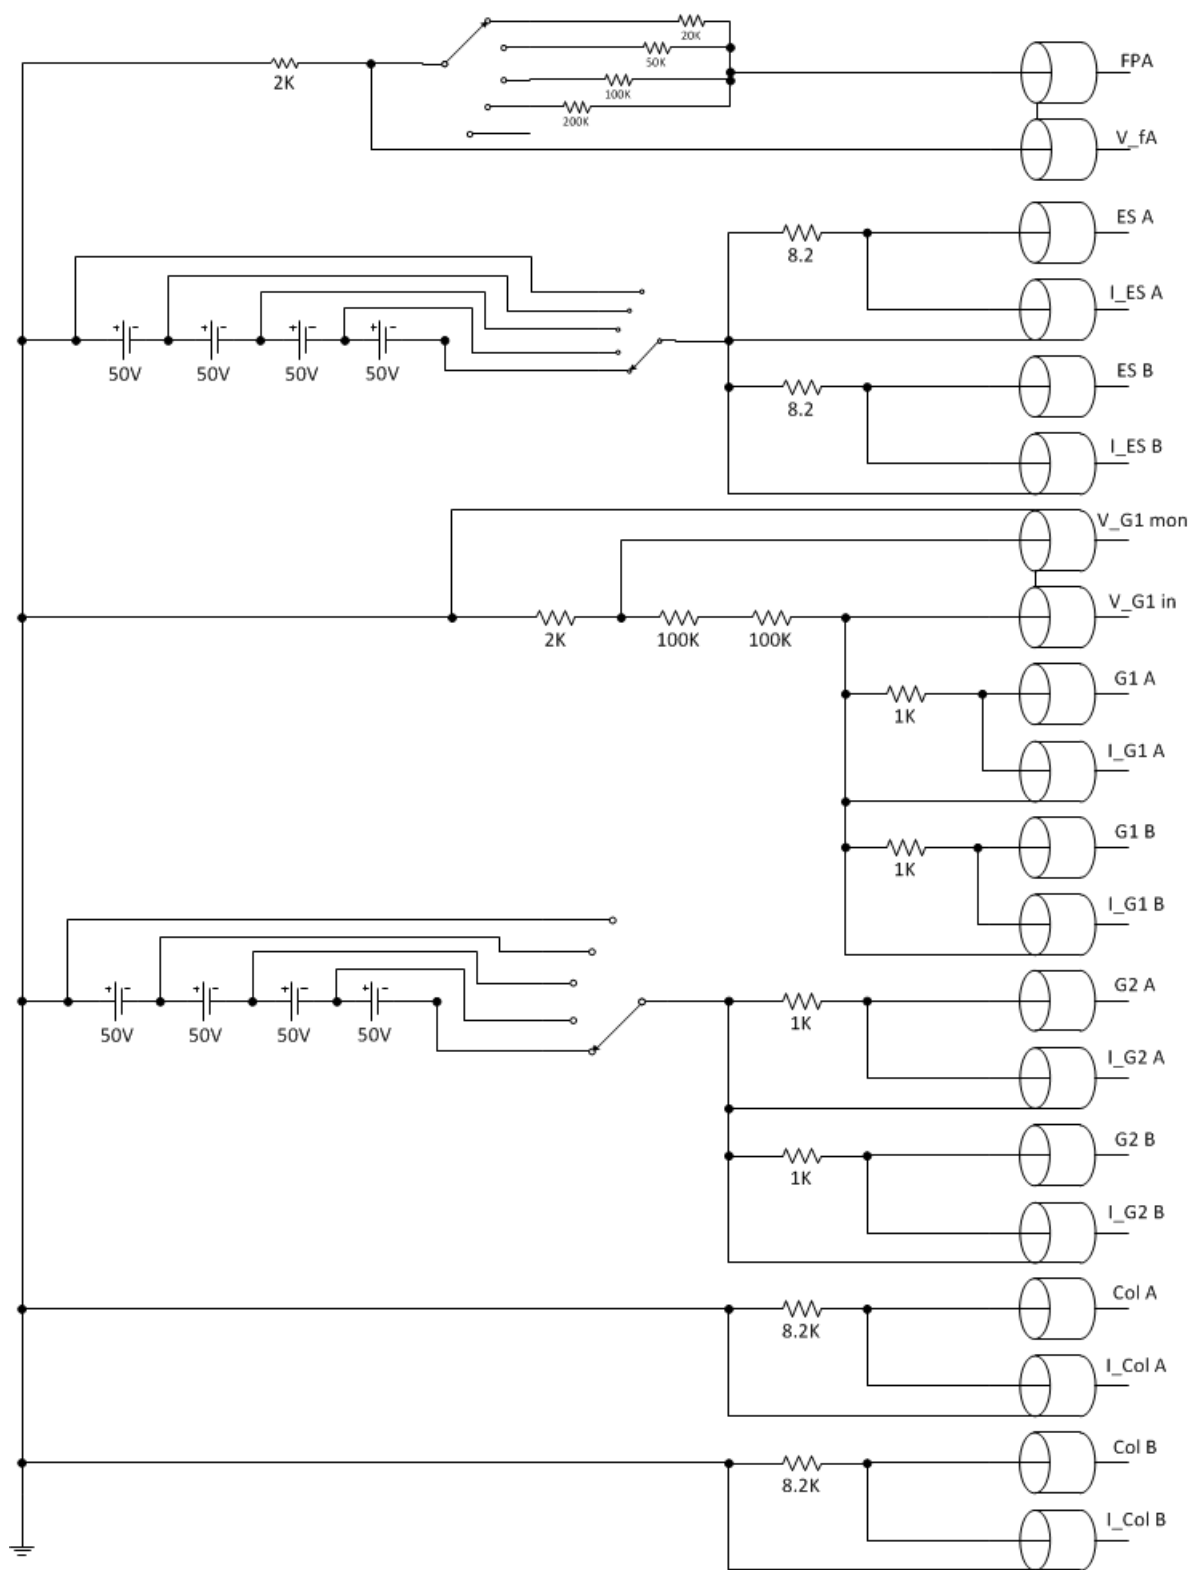 20K
50K
FPA
2K
100K
200K
V_fA
ES A
8.2
I_ES A
+ - + - + - + -
50V 50V 50V 50V
ES B
8.2
I_ES B
V_G1 mon
V_G1 in
2K 100K 100K
G1 A
1K
I_G1 A
G1 B
1K
I_G1 B
G2 A
+ - + - + - + -
50V 50V 50V 50V
1K
I_G2 A
G2 B
1K
I_G2 B
Col A
8.2K
I_Col A
Col B
8.2K
I_Col B